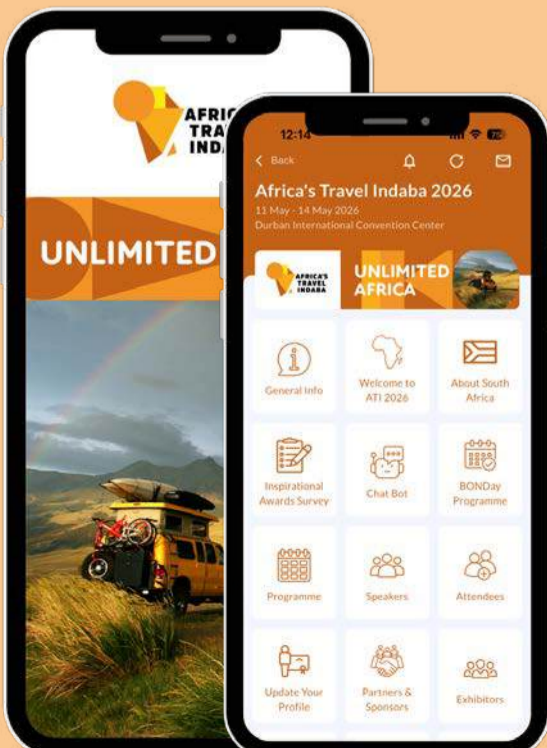 AFRIC
TRA
IND
UNLIMITED
12:14
Back
Africa's Travel Indaba 2026
11 May - 14 May 2026
Durban International Convention Center
AFRICA'S
TRAVEL
INDABA
UNLIMITED
AFRICA
General Info
Welcome to
ATI 2026
About South
Africa
Inspirational
Awards Survey
Chat Bot
BONDay
Programme
Programme
Speakers
Attendees
Update Your
Profile
Partners &
Sponsors
Exhibitors